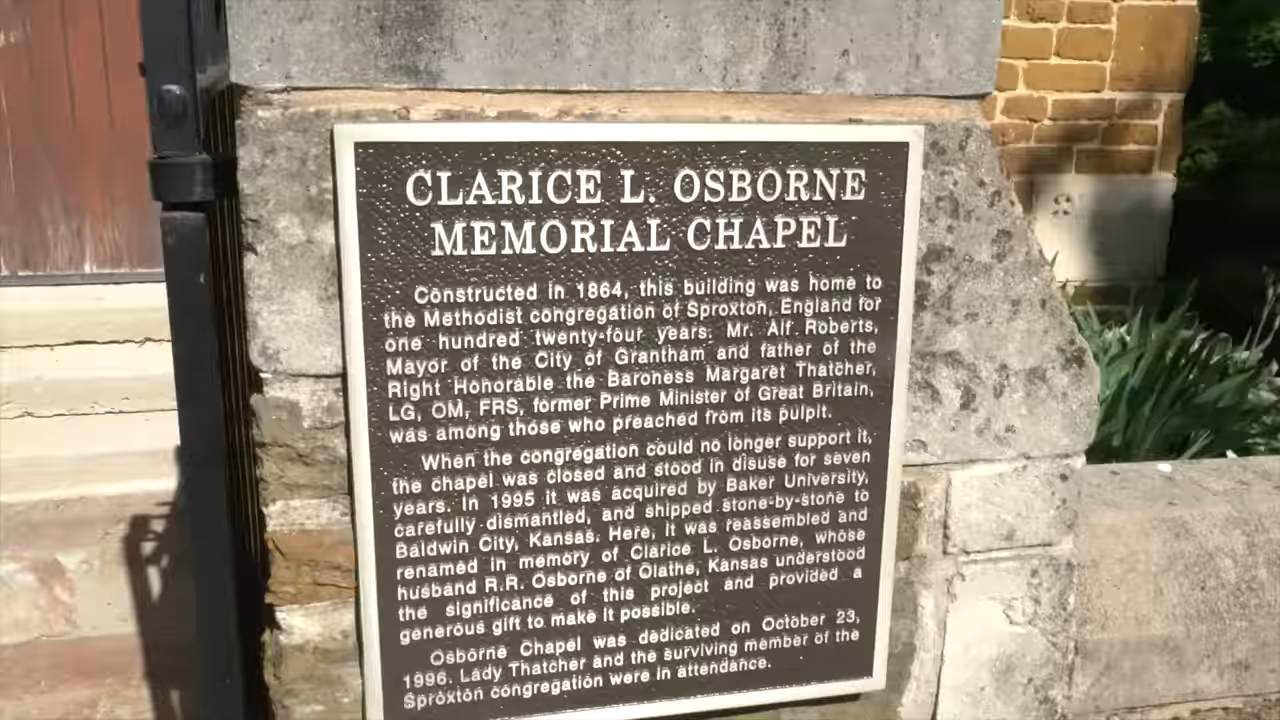 CLARICE L. OSBORNE
MEMORIAL CHAPEL
Constructed in 1864, this building was home to
the Methodist congregation of Sproxton, England for
one hundred twenty-four years. Mr. Alf Roberts,
Mayor of the City of Grantham and father of the
Right Honorable the Baroness Margaret Thatcher,
LG, OM, FRS, former Prime Minister of Great Britain,
was among those who preached from its pulpit.
When the congregation could no longer support it,
the chapel was closed and stood in disuse for seven
years. In 1995 it was acquired by Baker University,
carefully dismantled, and shipped stone-by-stone to
Baldwin City, Kansas. Here, it was reassembled and
renamed in memory of Clarice L. Osborne, whose
husband R.R. Osborne of Olathe, Kansas understood
the significance of this project and provided a
generous gift to make it possible.
Osborne Chapel was dedicated on October 23,
1996. Lady Thatcher and the surviving member of the
Sproxton congregation were in attendance.